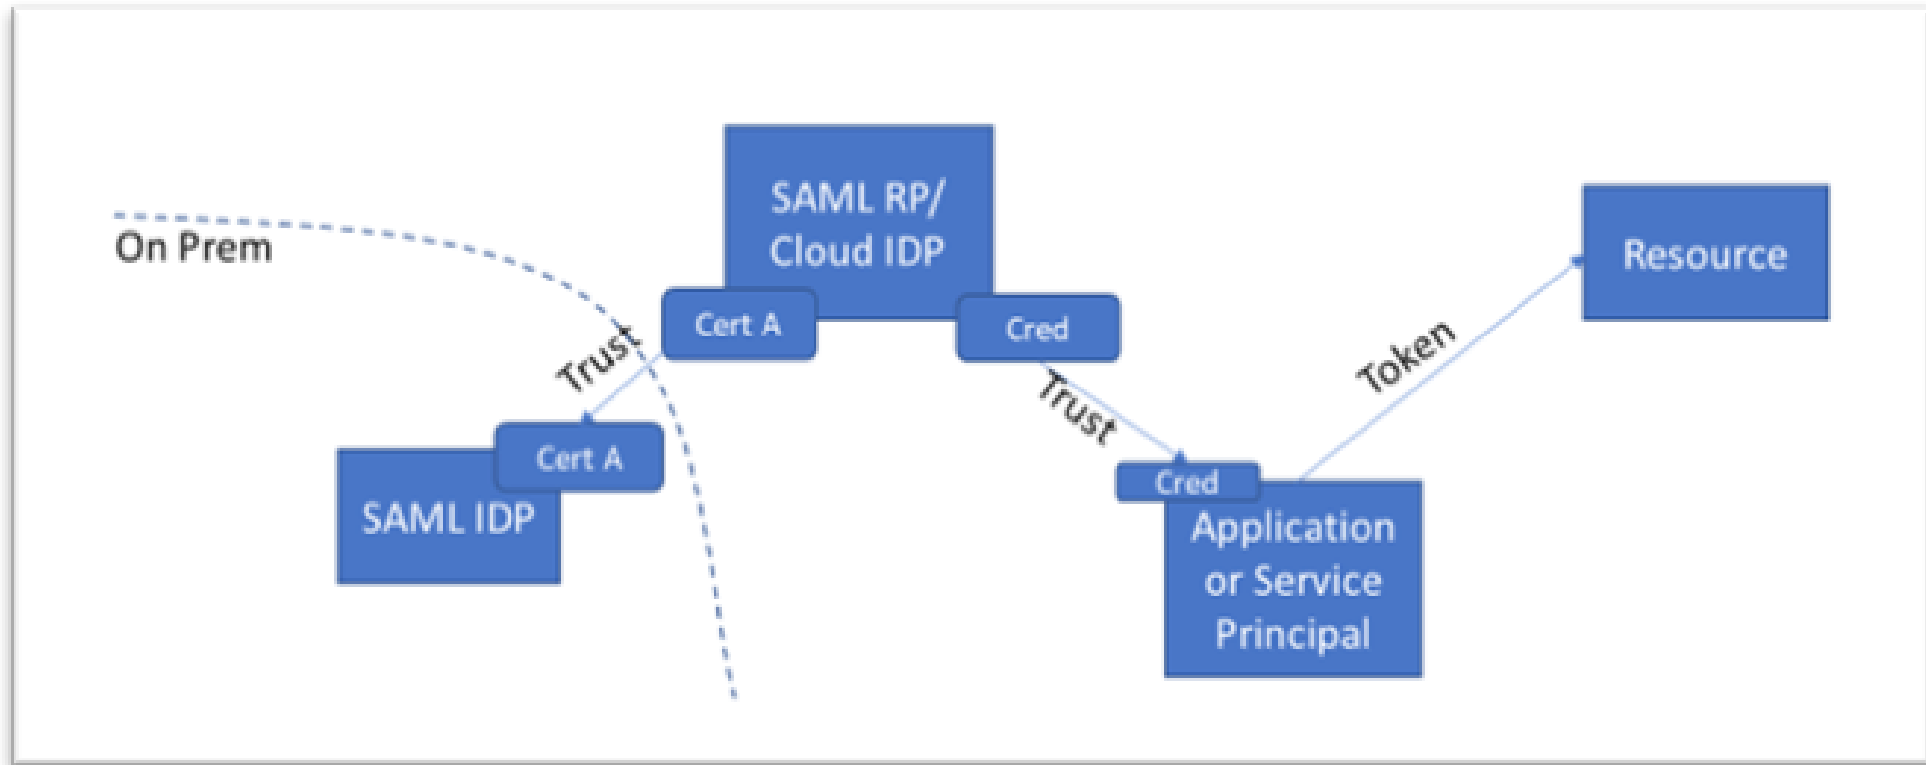 On Prem
SAML RP/
Cloud IDP
Cert A
Cred
Trust
Cert A
SAML IDP
Trust
Cred
Application
or Service
Principal
Token
Resource